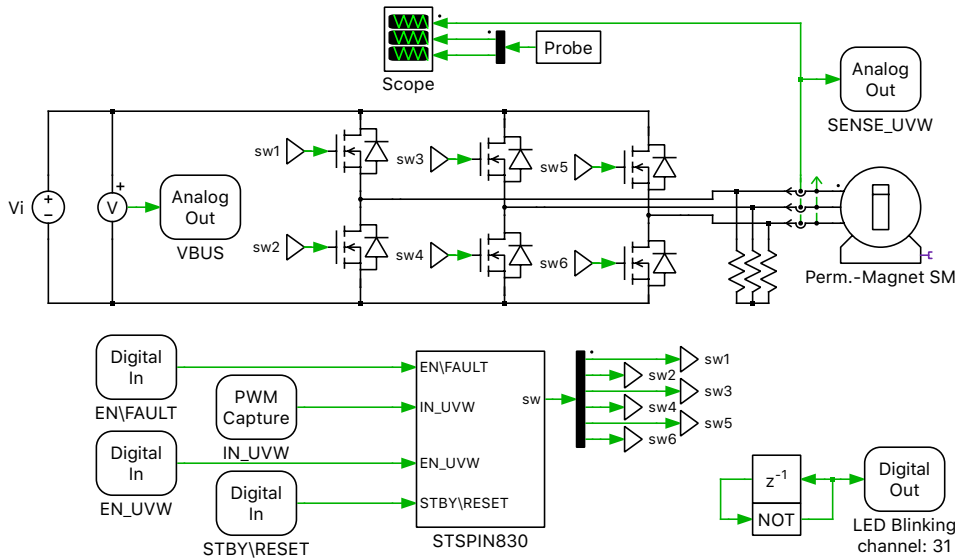 Scope
Probe
Analog
Out
SENSE_UVW
sw1
sw3
sw5
Vi
V
Analog
Out
VBUS
sw2
sw4
sw6
Perm.-Magnet SM
Digital
In
EN\FAULT
PWM
Capture
IN_UVW
Digital
In
EN_UVW
Digital
In
STBY\RESET
EN\FAULT
IN_UVW
EN_UVW
STBY\RESET
sw
STSPIN830
sw1
sw2
sw3
sw4
sw5
sw6
z-1
NOT
Digital
Out
LED Blinking
channel: 31